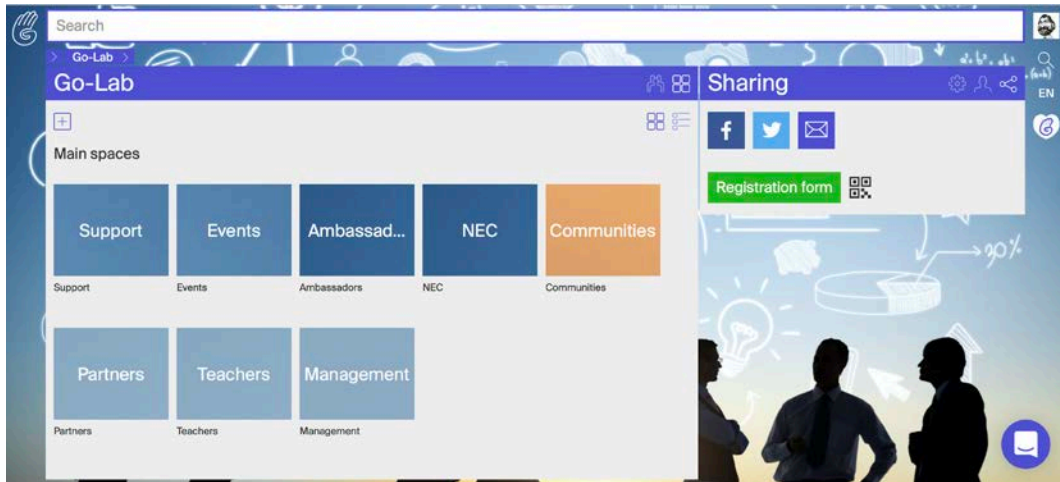 Search
Go-Lab
Go-Lab
Sharing
EN
Main spaces
Registration form
Support
Events
Ambassad...
NEC
Communities
Support
Events
Ambassadors
NEC
Communities
30%
Partners
Teachers
Management
Partners
Teachers
Management